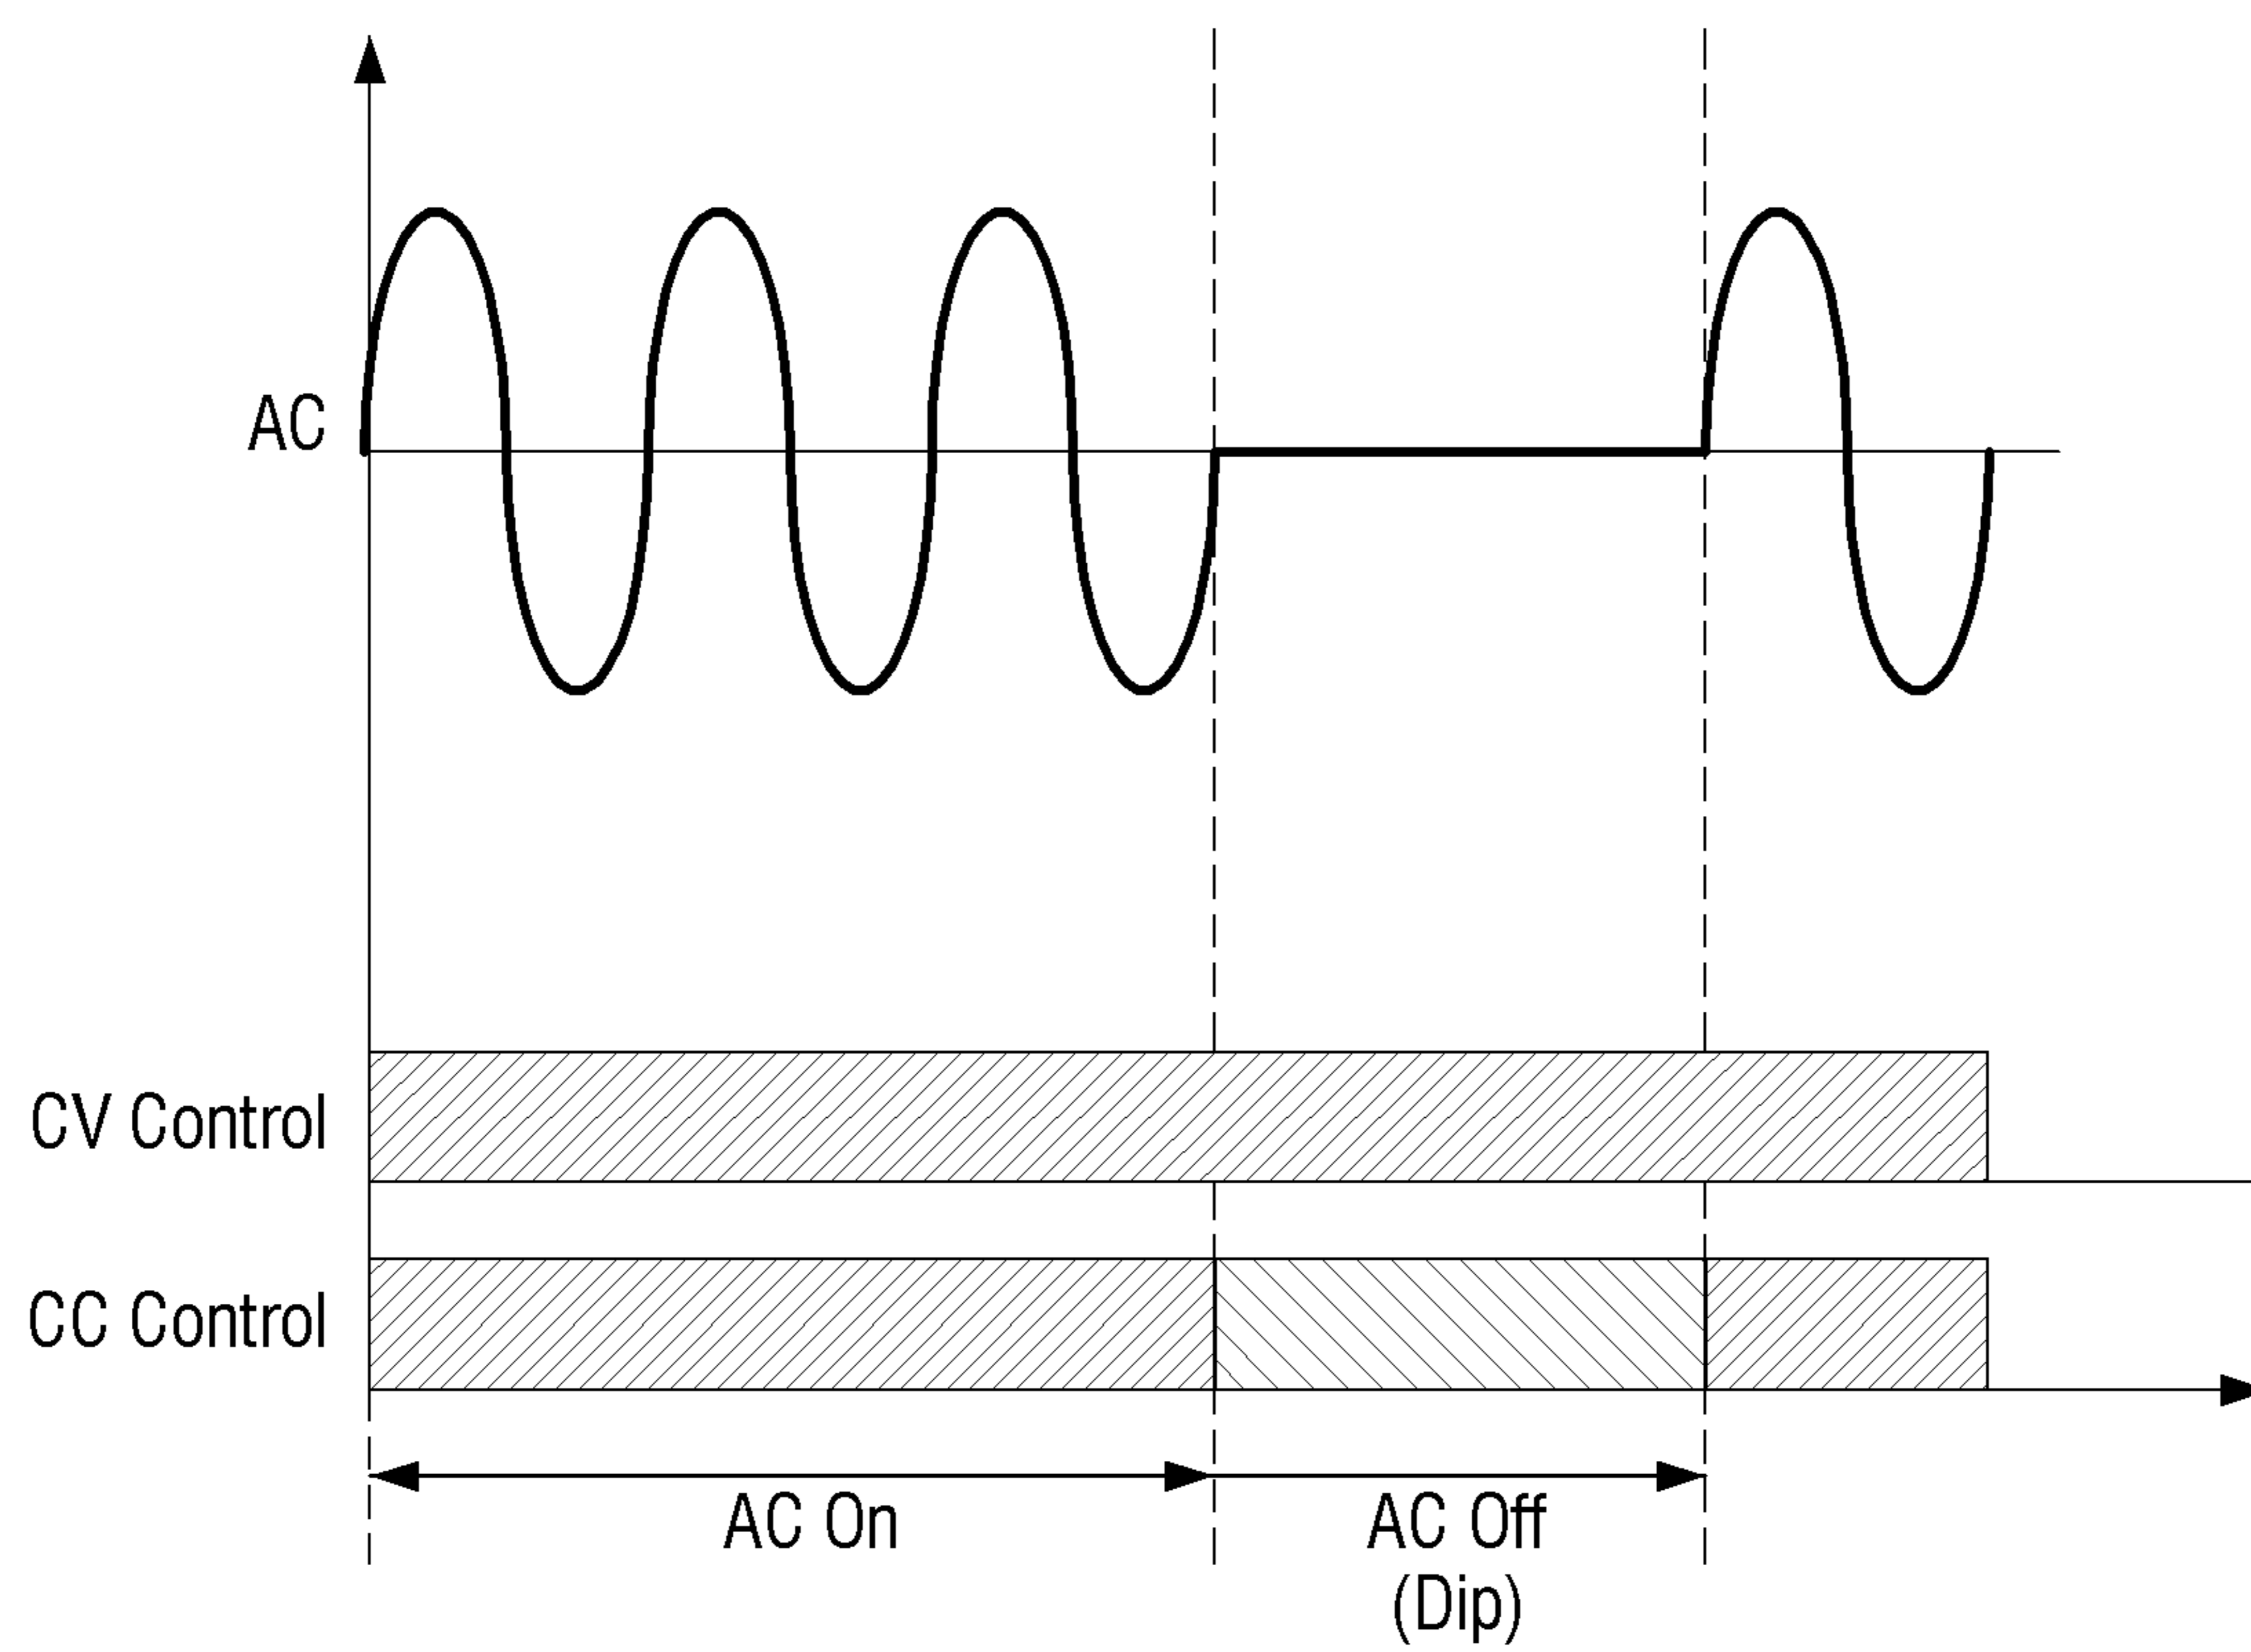 AC
CV Control
CC Control
AC On
AC Off
(Dip)